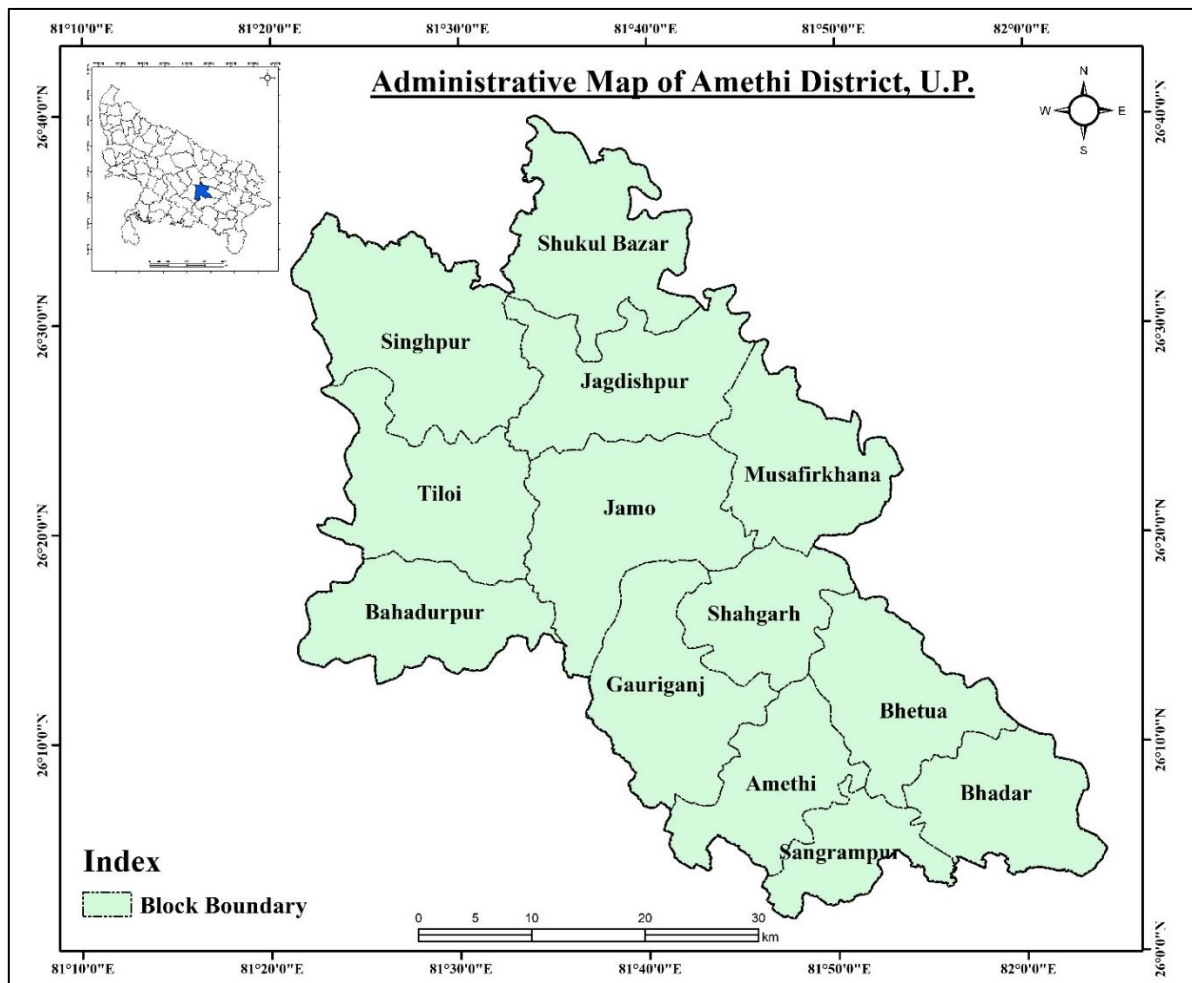 81°10'0"E
81°20'0"E
81°30'0"E
81°40'0"E
81°50'0"E
82°0'0"E
Administrative Map of Amethi District, U.P.
N
W
E
S
26°40'0"N
26°40'0"N
Shukul Bazar
26°30'0"N
Singhpur
26°30'0"N
Jagdishpur
Musafirkhana
Tiloi
Jamo
26°20'0"N
26°20'0"N
Bahadurpur
Shahgarh
Gauriganj
Bhetua
26°10'0"N
26°10'0"N
Amethi
Bhadar
Sangrampur
Index
Block Boundary
0 5 10 20 30
km
26°0'0"N
81°10'0"E
81°20'0"E
81°30'0"E
81°40'0"E
81°50'0"E
82°0'0"E